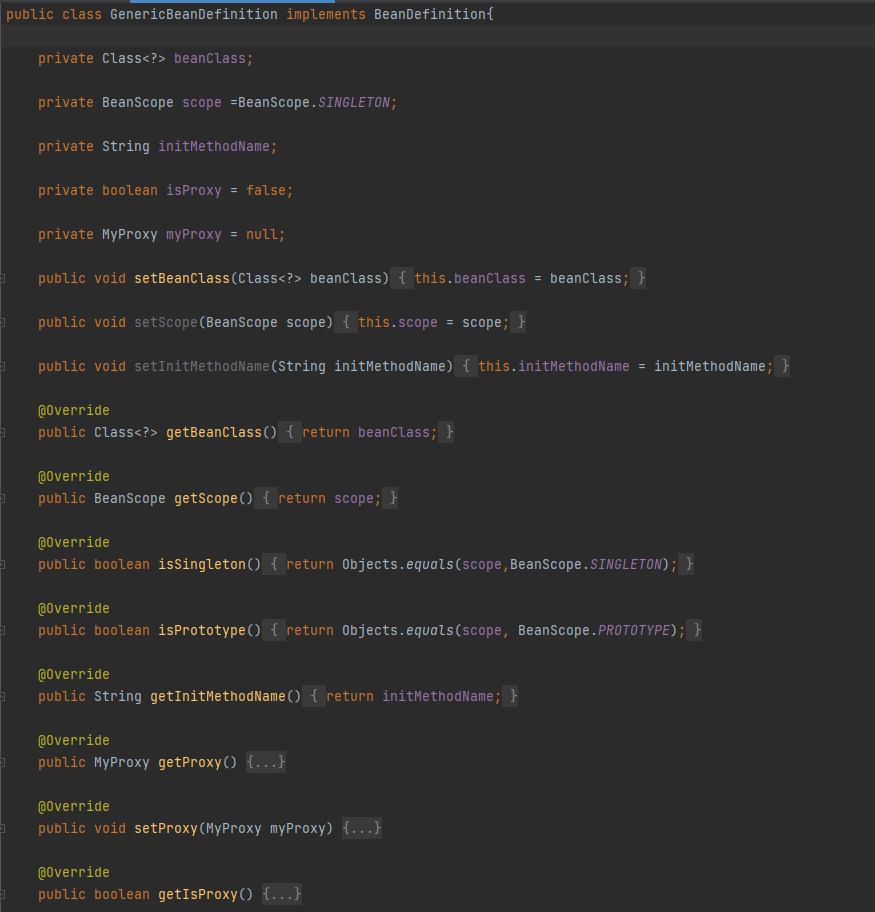 public class GenericBeanDefinition implements BeanDefinition{
private Class<?> beanClass;
private BeanScope scope =BeanScope.SINGLETON;
private String initMethodName;
private boolean isProxy = false;
private MyProxy myProxy = null;
public void setBeanClass(Class<?> beanClass) { this.beanClass = beanClass; }
public void setScope(BeanScope scope) { this.scope = scope; }
public void setInitMethodName(String initMethodName) { this.initMethodName = initMethodName; }
@Override
public Class<?> getBeanClass() { return beanClass; }
@Override
public BeanScope getScope() { return scope; }
@Override
public boolean isSingleton() { return Objects.equals(scope,BeanScope.SINGLETON); }
@Override
public boolean isPrototype() { return Objects.equals(scope, BeanScope.PROTOTYPE); }
@Override
public String getInitMethodName() { return initMethodName; }
@Override
public MyProxy getProxy() {...}
@Override
public void setProxy(MyProxy myProxy) {...}
@Override
public boolean getIsProxy() {...}